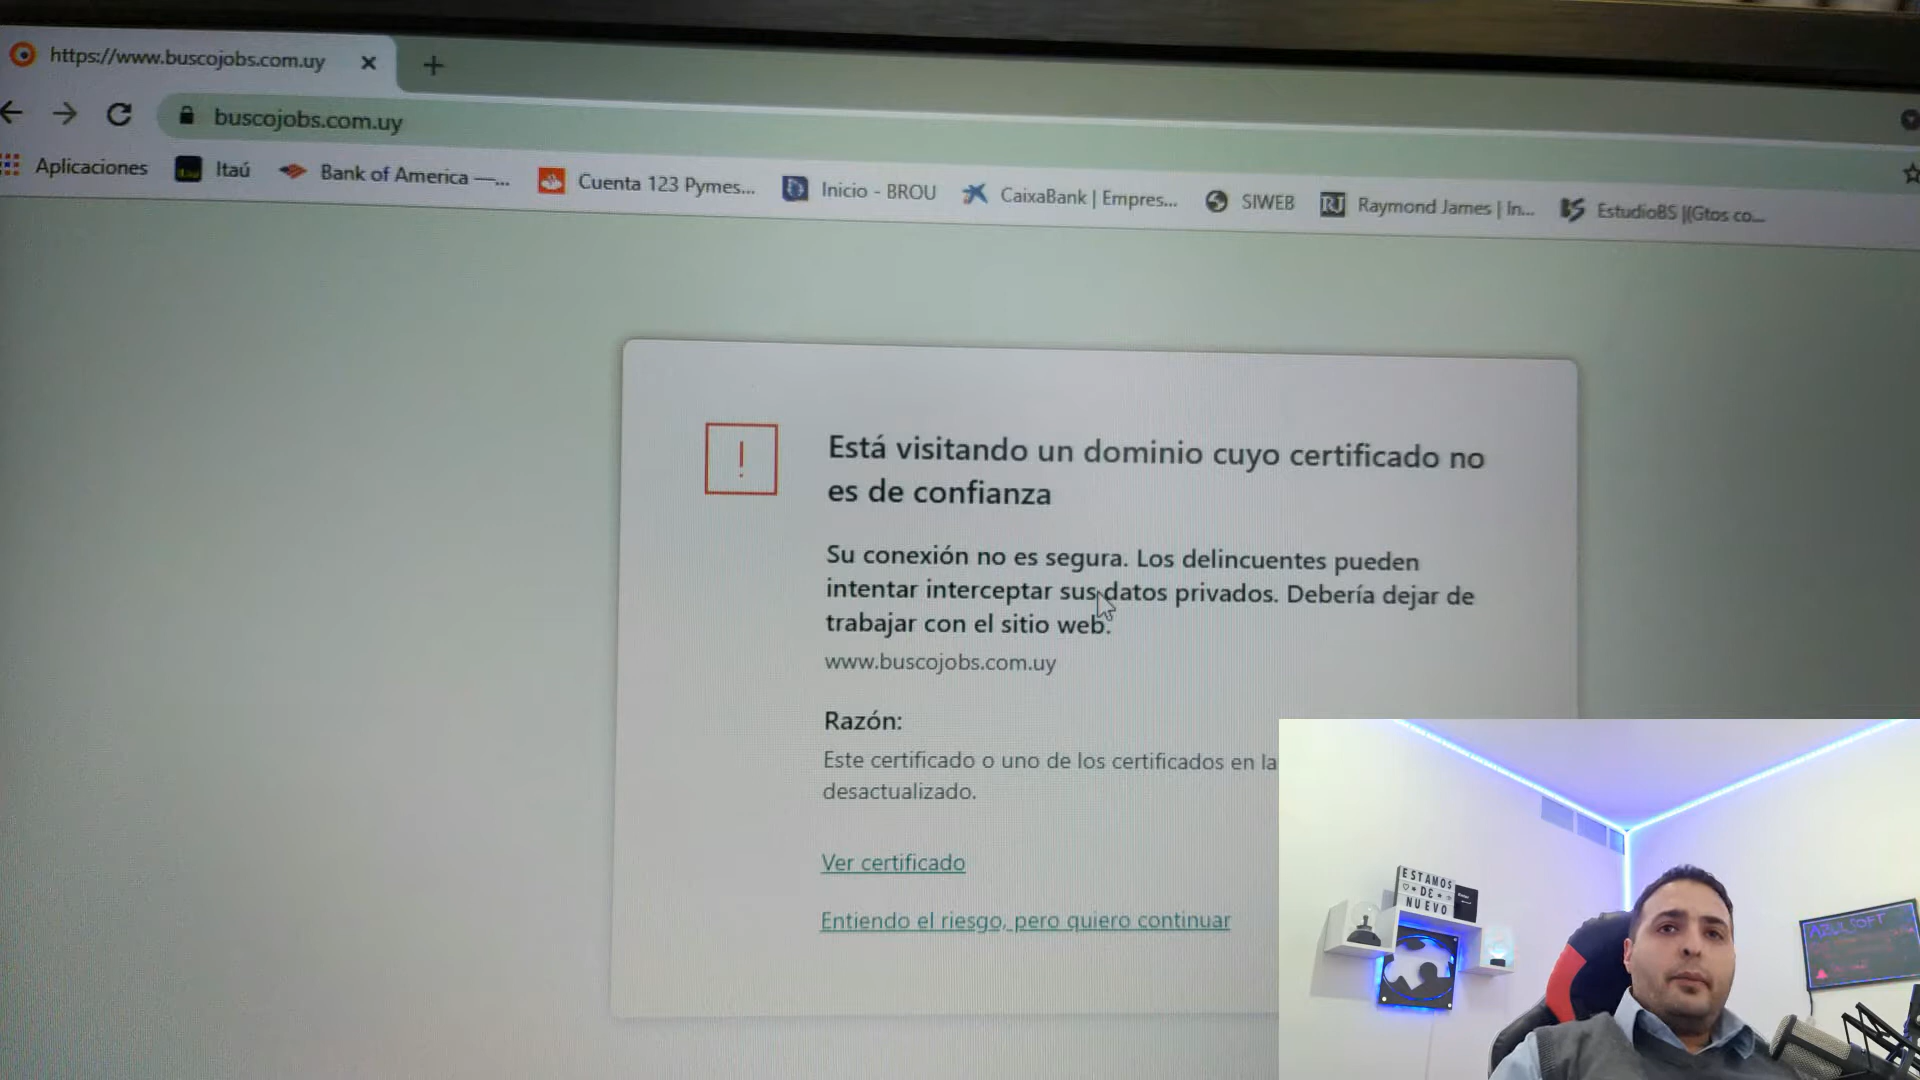 https://www.buscojobs.com.uy
buscojobs.com.uy
Aplicaciones
Itaú
Bank of America —...
Cuenta 123 Pymes...
Inicio - BROU
CaixaBank | Empres...
SIWEB
RJ
Raymond James | In...
BS
EstudioBS |(Gtos co...
Está visitando un dominio cuyo certificado no
es de confianza
Su conexión no es segura. Los delincuentes pueden
intentar interceptar sus datos privados. Debería dejar de
trabajar con el sitio web.
www.buscojobs.com.uy
Razón:
Este certificado o uno de los certificados en la
desactualizado.
Ver certificado
Entiendo el riesgo, pero quiero continuar
ESTAMOS
DE
NUEVO
AZUL SOFT